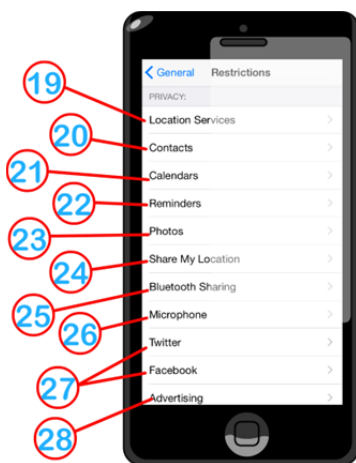 General Restrictions
PRIVACY:
19
Location Services
20
Contacts
21
Calendars
22
Reminders
23
Photos
24
Share My Location
25
Bluetooth Sharing
26
Microphone
27
Twitter
Facebook
28
Advertising